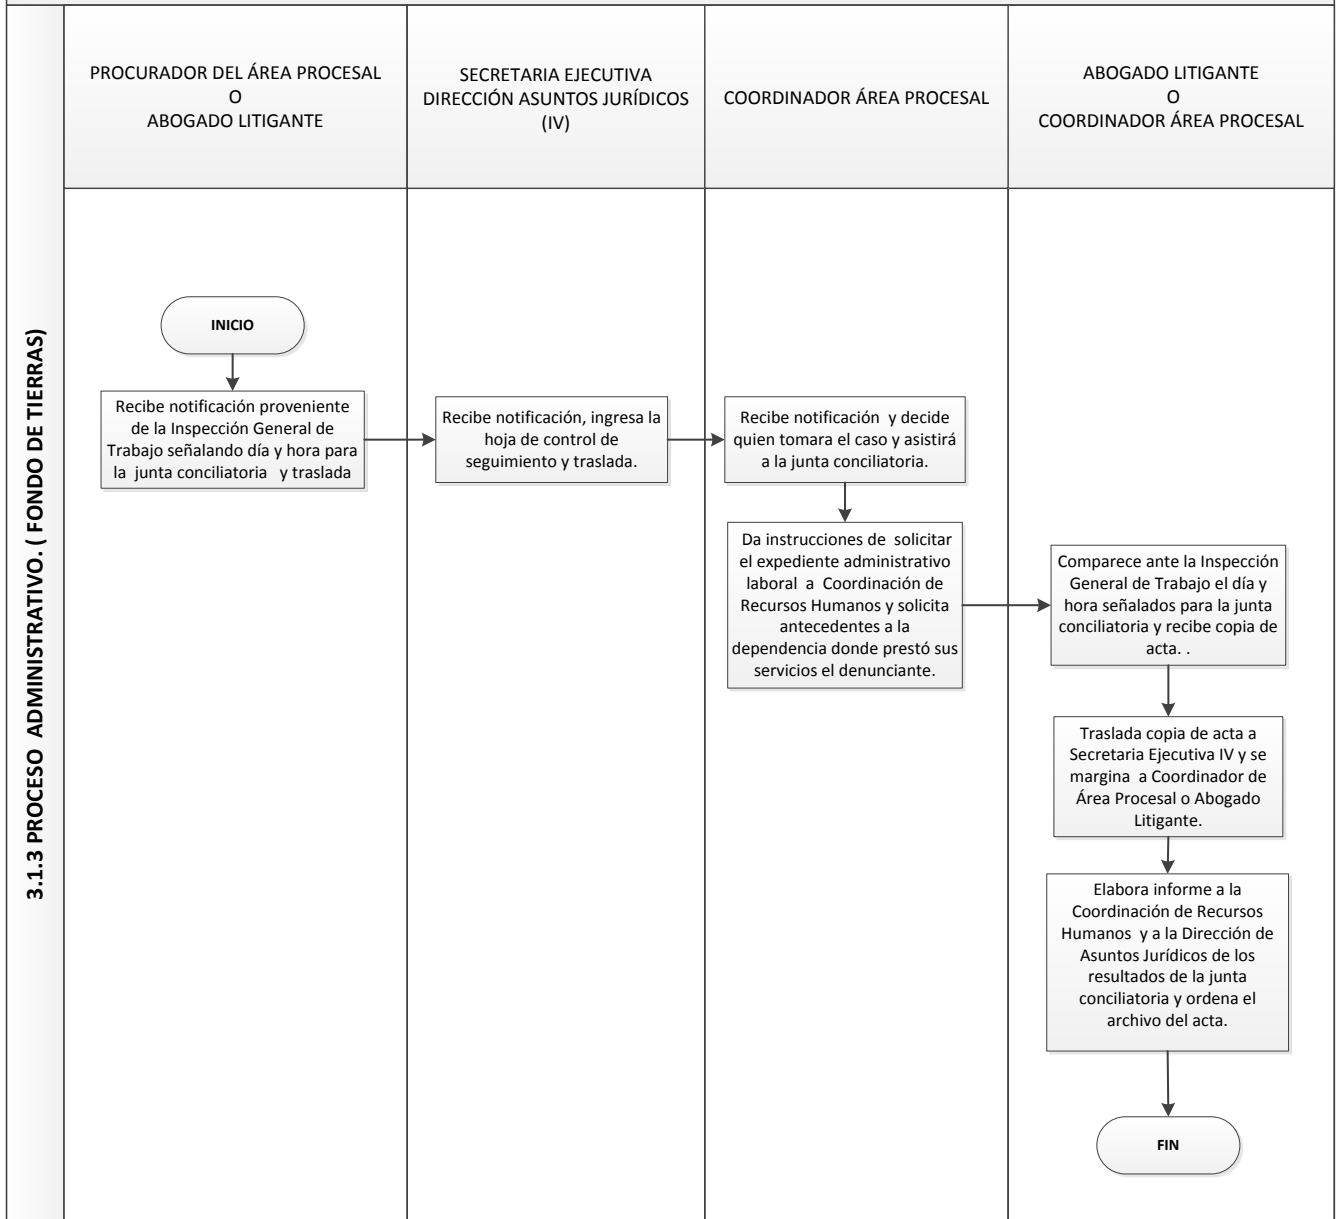 3.1.3 PROCESO ADMINISTRATIVO. ( FONDO DE TIERRAS)
PROCURADOR DEL ÁREA PROCESAL
O
ABOGADO LITIGANTE
SECRETARIA EJECUTIVA
DIRECCIÓN ASUNTOS JURÍDICOS
(IV)
COORDINADOR ÁREA PROCESAL
ABOGADO LITIGANTE
O
COORDINADOR ÁREA PROCESAL
INICIO
Recibe notificación proveniente
de la Inspección General de
Trabajo señalando día y hora para
la junta conciliatoria y traslada
Recibe notificación, ingresa la
hoja de control de
seguimiento y traslada.
Recibe notificación y decide
quien tomara el caso y asistirá
a la junta conciliatoria.
Da instrucciones de solicitar
el expediente administrativo
laboral a Coordinación de
Recursos Humanos y solicita
antecedentes a la
dependencia donde prestó sus
servicios el denunciante.
Comparece ante la Inspección
General de Trabajo el día y
hora señalados para la junta
conciliatoria y recibe copia de
acta. .
Traslada copia de acta a
Secretaria Ejecutiva IV y se
margina a Coordinador de
Área Procesal o Abogado
Litigante.
Elabora informe a la
Coordinación de Recursos
Humanos y a la Dirección de
Asuntos Jurídicos de los
resultados de la junta
conciliatoria y ordena el
archivo del acta.
FIN